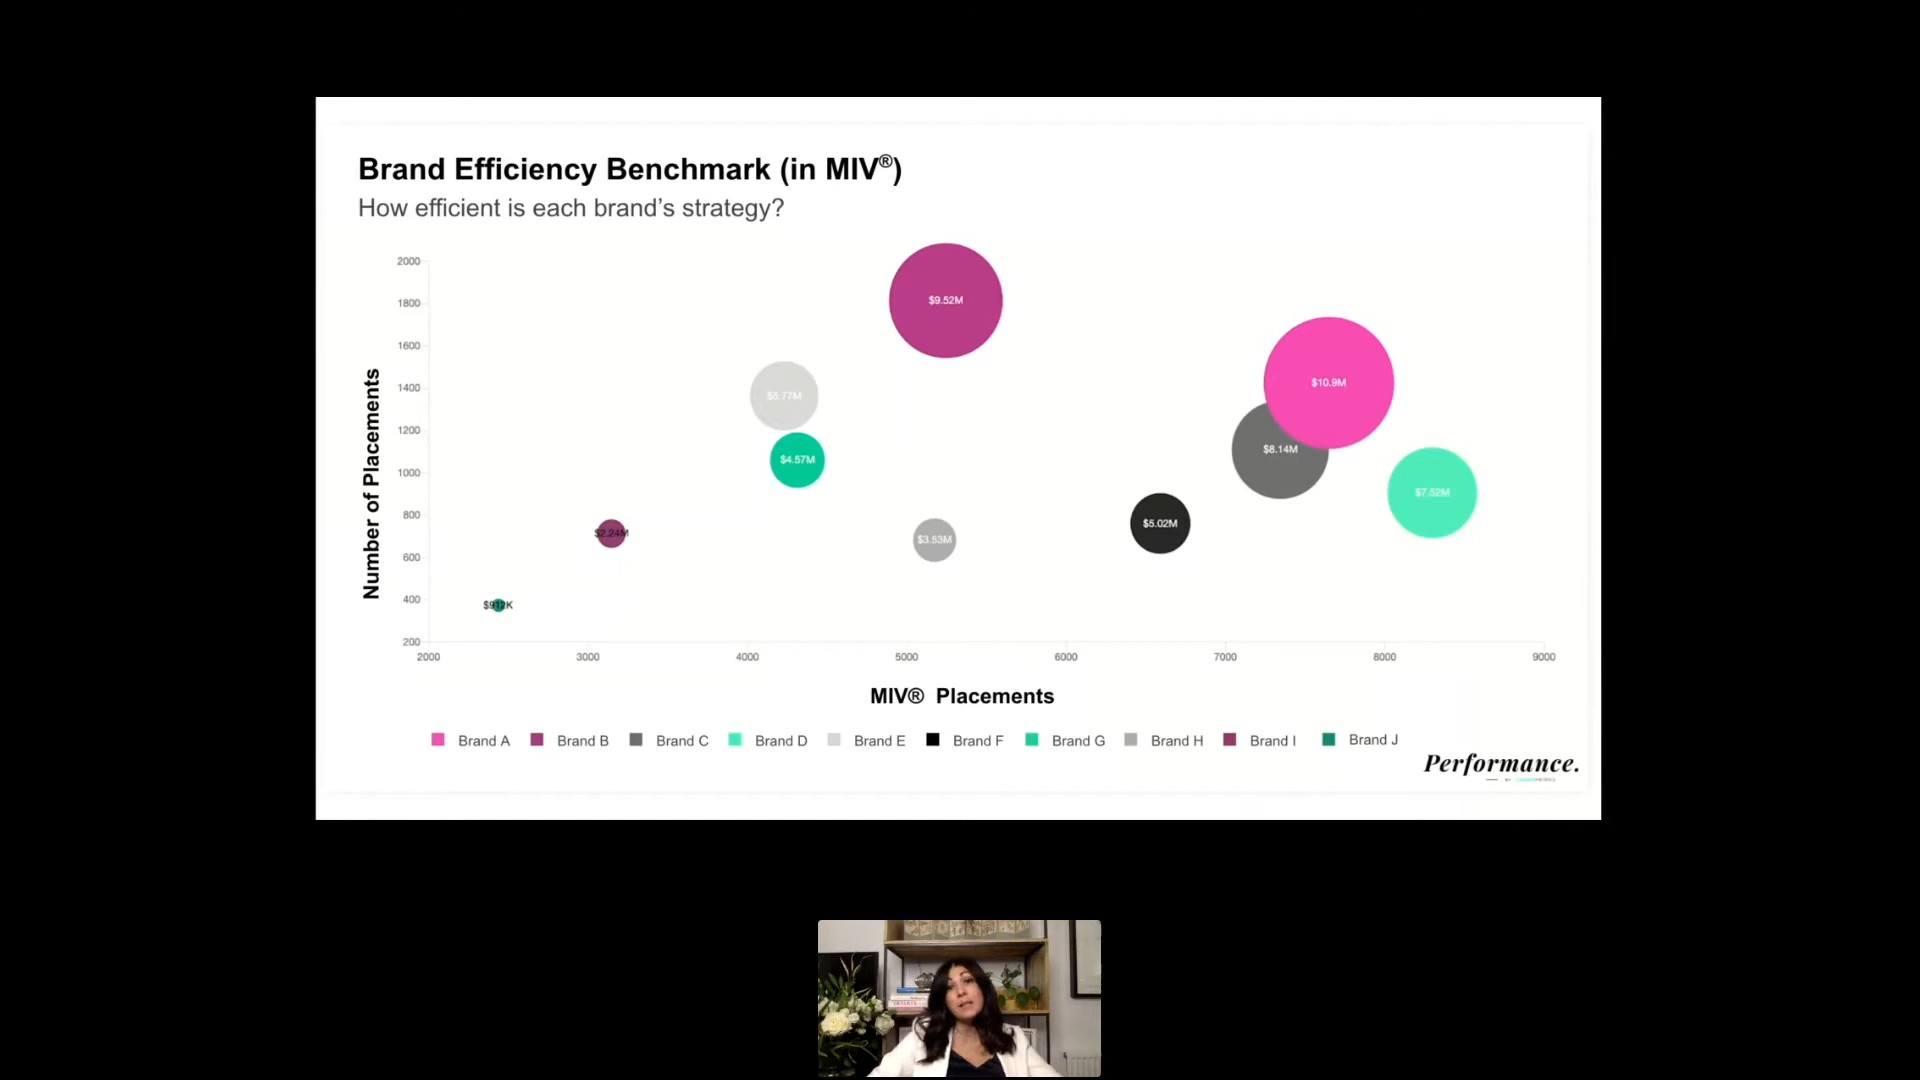 Brand Efficiency Benchmark (in MIV®)
How efficient is each brand’s strategy?
Number of Placements
2000
1800
1600
1400
1200
1000
800
600
400
200
$9.52M
$10.9M
$5.77M
$8.14M
$4.57M
$7.52M
$5.02M
$2.24M
$3.53M
$912K
2000 3000 4000 5000 6000 7000 8000 9000
MIV® Placements
Brand A Brand B Brand C Brand D Brand E Brand F Brand G Brand H Brand I Brand J
Performance.